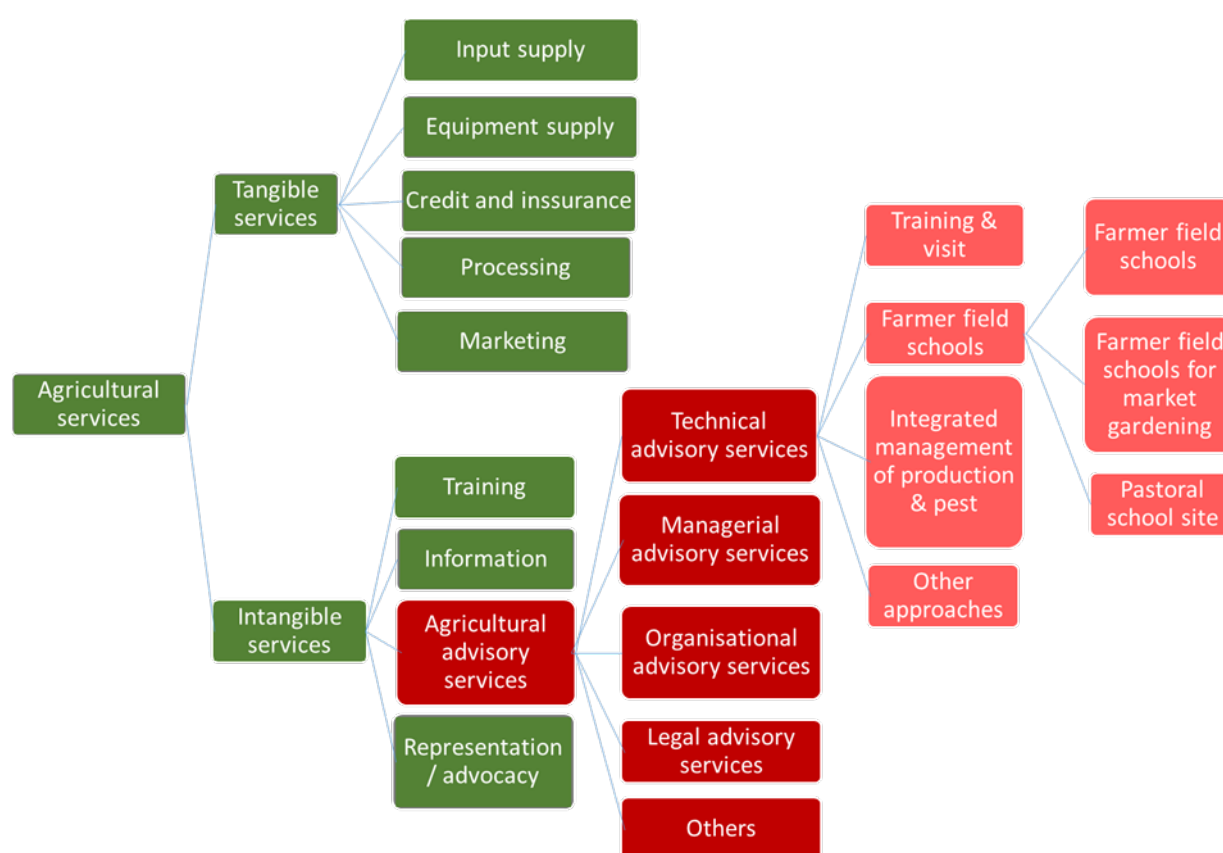 Agricultural
services
Tangible
services
Input supply
Equipment supply
Credit and inssurance
Processing
Marketing
Intangible
services
Training
Information
Agricultural
advisory
services
Representation
/ advocacy
Technical
advisory services
Managerial
advisory services
Organisational
advisory services
Legal advisory
services
Others
Training &
visit
Farmer field
schools
Integrated
management
of production
& pest
Other
approaches
Farmer field
schools
Farmer field
schools for
market
gardening
Pastoral
school site